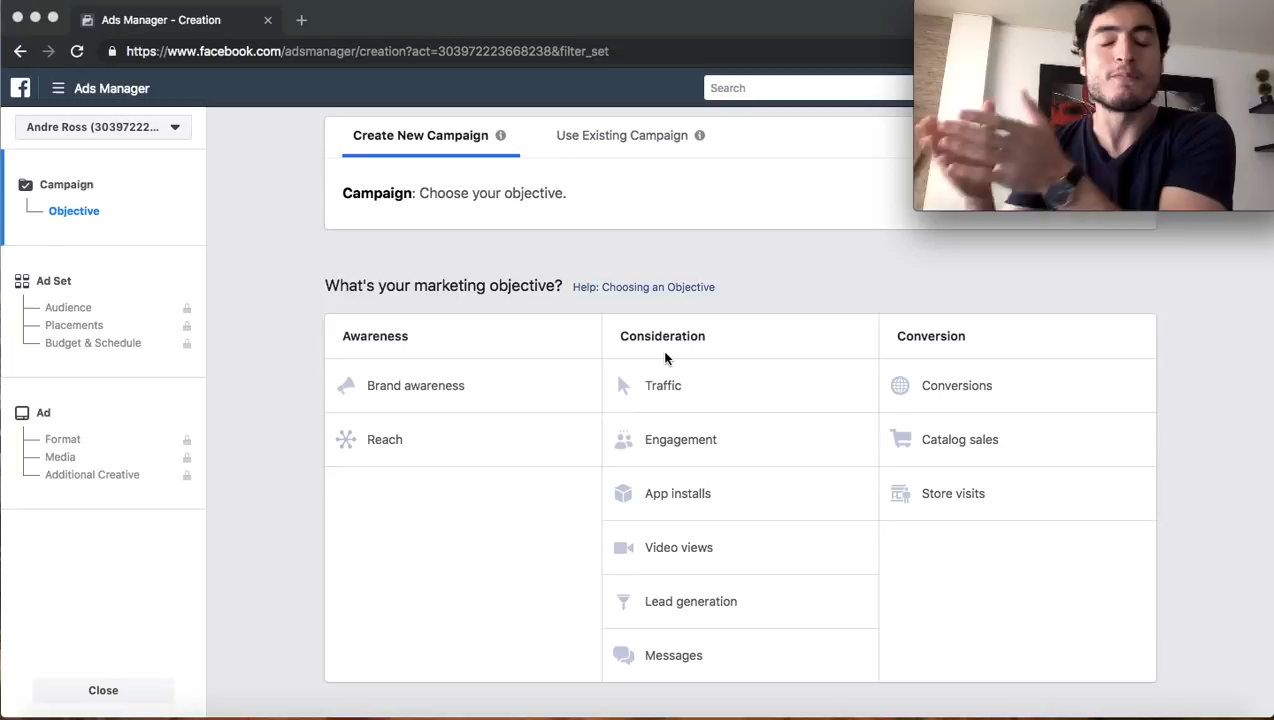 Ads Manager - Creation
https://www.facebook.com/adsmanager/creation?act=303972223668238&filter_set
Ads Manager
Search
Andre Ross (30397222...
Create New Campaign
Use Existing Campaign
Campaign: Choose your objective.
Campaign
Objective
Ad Set
Audience
Placements
Budget & Schedule
Ad
Format
Media
Additional Creative
Close
What's your marketing objective? Help: Choosing an Objective
Awareness
Brand awareness
Reach
Consideration
Traffic
Engagement
App installs
Video views
Lead generation
Messages
Conversion
Conversions
Catalog sales
Store visits